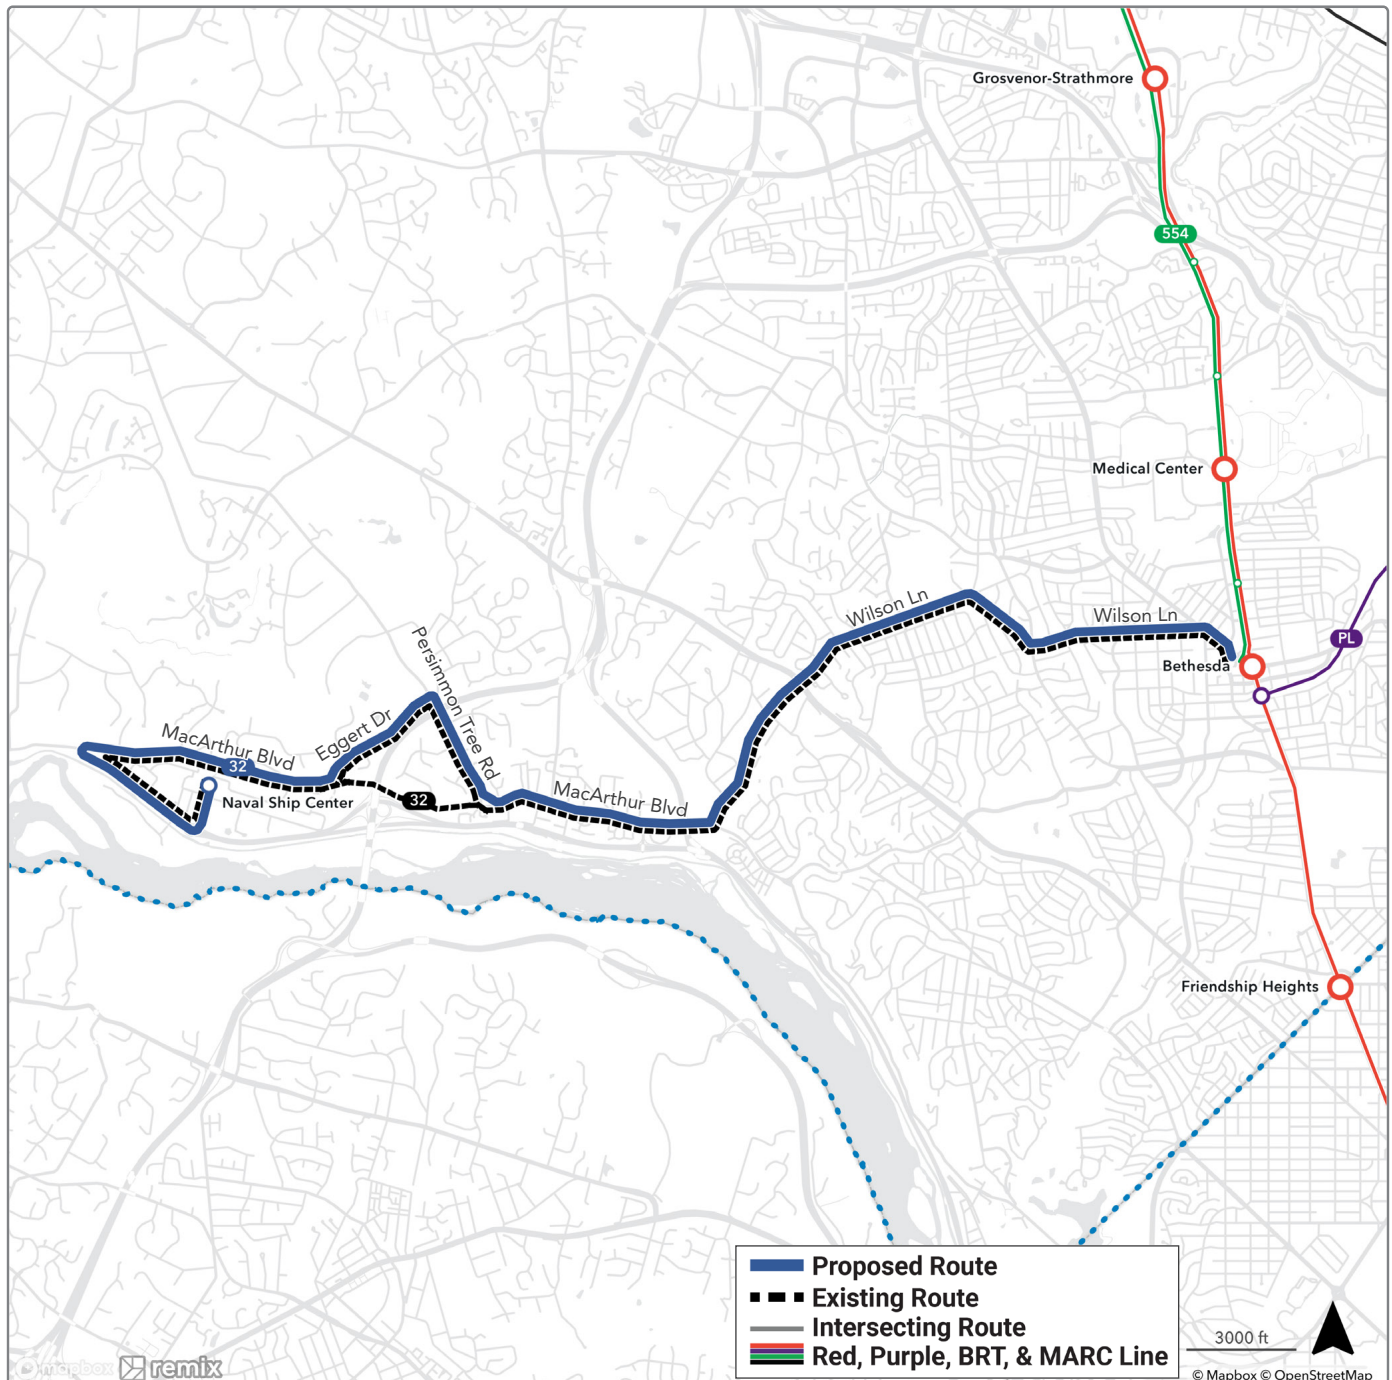 Grosvenor-Strathmore
554
Medical Center
Wilson Ln
Wilson Ln
PL
Bethesda
Persimmon Tree Rd
Eggert Dr
MacArthur Blvd
32
Naval Ship Center
32
MacArthur Blvd
Friendship Heights
Proposed Route
Existing Route
Intersecting Route
Red, Purple, BRT, & MARC Line
3000 ft
mapbox remix
© Mapbox © OpenStreetMap